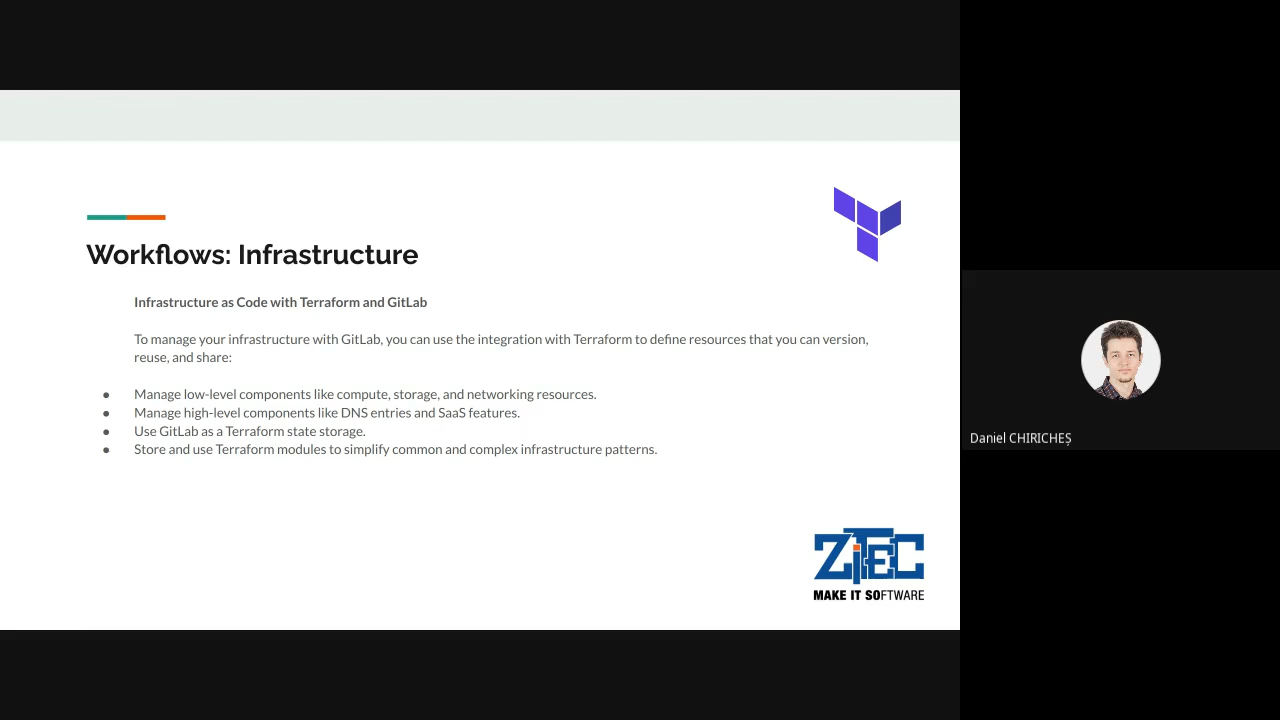 Workflows: Infrastructure
Infrastructure as Code with Terraform and GitLab
To manage your infrastructure with GitLab, you can use the integration with Terraform to define resources that you can version,
reuse, and share:
● Manage low-level components like compute, storage, and networking resources.
● Manage high-level components like DNS entries and SaaS features.
● Use GitLab as a Terraform state storage.
● Store and use Terraform modules to simplify common and complex infrastructure patterns.
ZiTEC
MAKE IT SOFTWARE
Daniel CHIRICHEȘ